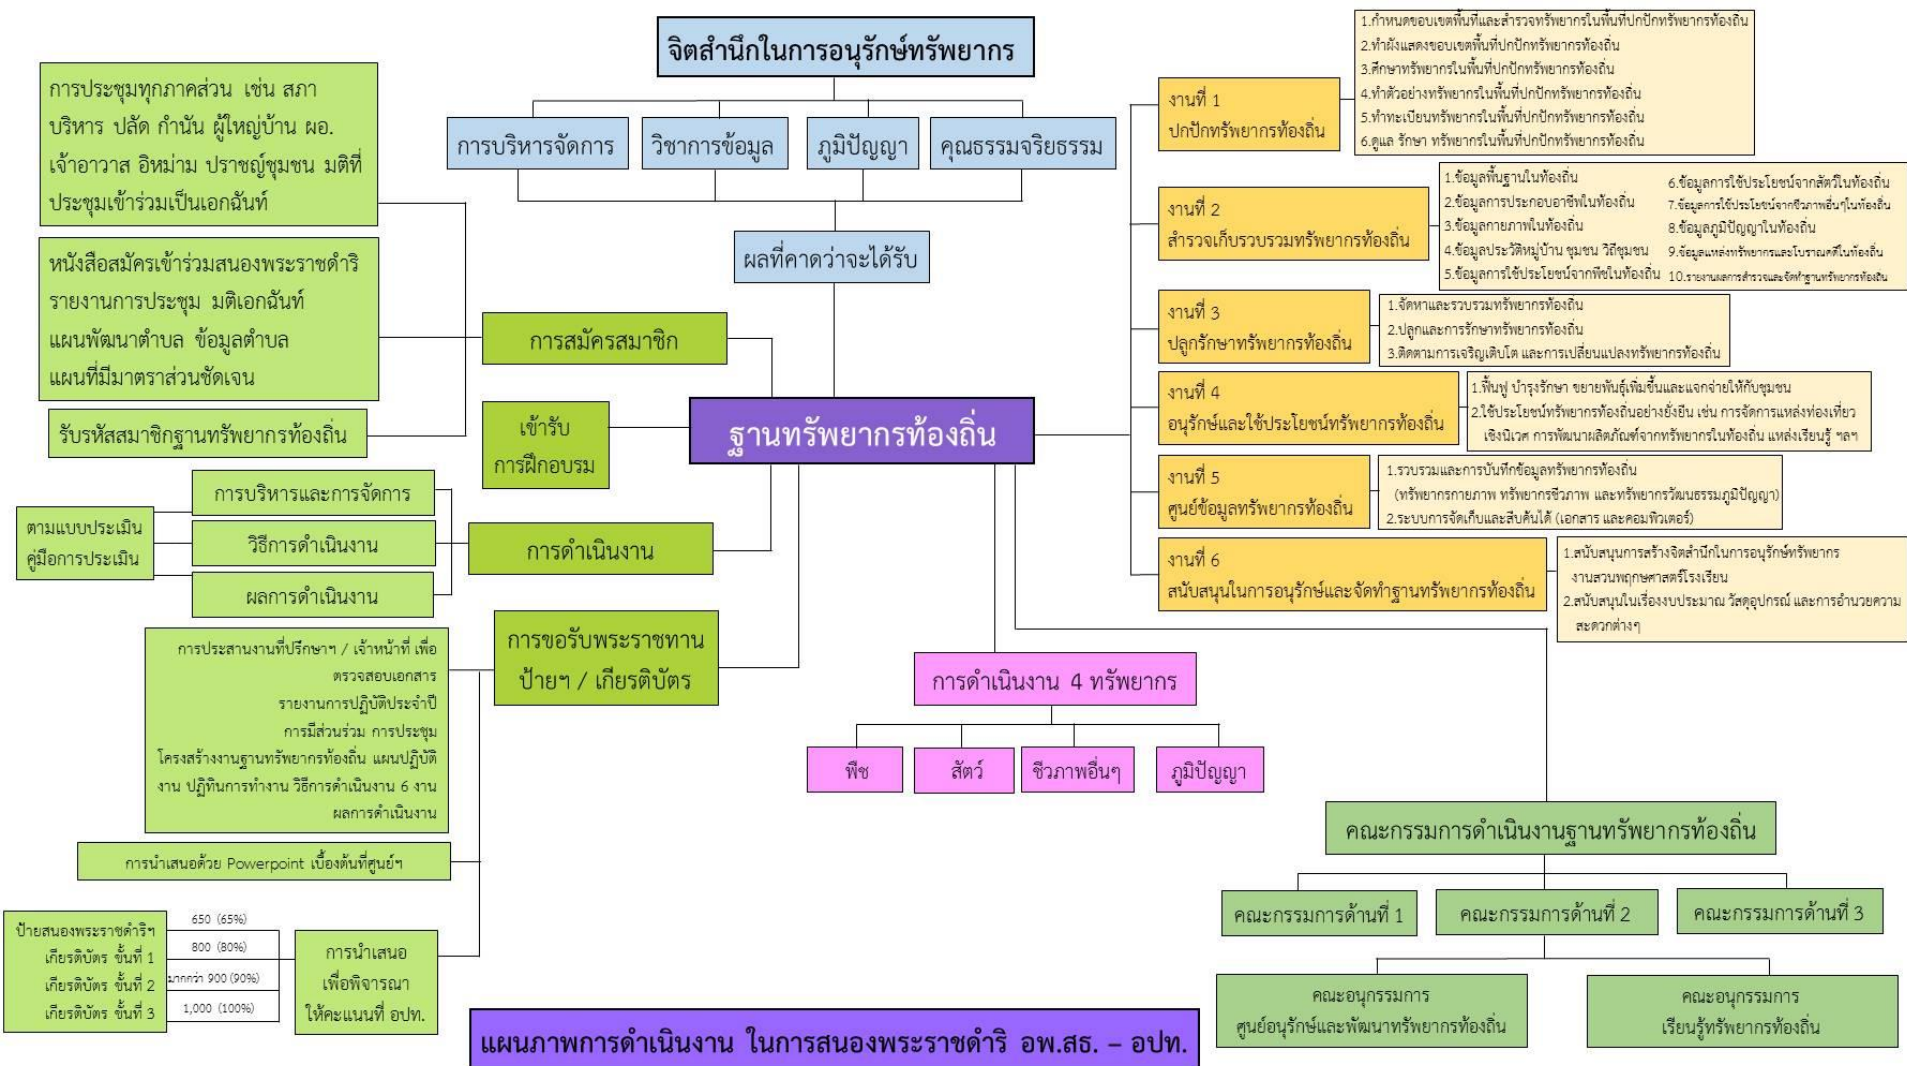 จิตสำนึกในการอนุรักษ์ทรัพยากร
การบริหารจัดการ
วิชาการข้อมูล
ภูมิปัญญา
คุณธรรมจริยธรรม
ผลที่คาดว่าจะได้รับ
การประชุมทุกภาคส่วน เช่น สภา
บริหาร ปลัด กำนัน ผู้ใหญ่บ้าน ผอ.
เจ้าอาวาส อิหม่าม ปราชญ์ชุมชน มติที่
ประชุมเข้าร่วมเป็นเอกฉันท์
หนังสือสมัครเข้าร่วมสนองพระราชดำริ
รายงานการประชุม มติเอกฉันท์
แผนพัฒนาตำบล ข้อมูลตำบล
แผนที่มีมาตราส่วนชัดเจน
รับรหัสสมาชิกฐานทรัพยากรท้องถิ่น
การสมัครสมาชิก
เข้ารับ
การฝึกอบรม
ฐานทรัพยากรท้องถิ่น
การบริหารและการจัดการ
ตามแบบประเมิน
คู่มือการประเมิน
วิธีการดำเนินงาน
ผลการดำเนินงาน
การดำเนินงาน
การขอรับพระราชทาน
ป้ายฯ / เกียรติบัตร
การประสานงานที่ปรึกษาฯ / เจ้าหน้าที่ เพื่อ
ตรวจสอบเอกสาร
รายงานการปฏิบัติประจำปี
การมีส่วนร่วม การประชุม
โครงสร้างงานฐานทรัพยากรท้องถิ่น แผนปฏิบัติ
งาน ปฏิทินการทำงาน วิธีการดำเนินงาน 6 งาน
ผลการดำเนินงาน
การนำเสนอด้วย Powerpoint เบื้องต้นที่ศูนย์ฯ
ป้ายสนองพระราชดำริฯ
เกียรติบัตร ขั้นที่ 1
เกียรติบัตร ขั้นที่ 2
เกียรติบัตร ขั้นที่ 3
650 (65%)
800 (80%)
มากกว่า 900 (90%)
1,000 (100%)
การนำเสนอ
เพื่อพิจารณา
ให้คะแนนที่ อปท.
งานที่ 1
ปกปักทรัพยากรท้องถิ่น
1.กำหนดขอบเขตพื้นที่และสำรวจทรัพยากรในพื้นที่ปกปักทรัพยากรท้องถิ่น
2.ทำผังแสดงขอบเขตพื้นที่ปกปักทรัพยากรท้องถิ่น
3.ศึกษาทรัพยากรในพื้นที่ปกปักทรัพยากรท้องถิ่น
4.ทำตัวอย่างทรัพยากรในพื้นที่ปกปักทรัพยากรท้องถิ่น
5.ทำทะเบียนทรัพยากรในพื้นที่ปกปักทรัพยากรท้องถิ่น
6.ดูแล รักษา ทรัพยากรในพื้นที่ปกปักทรัพยากรท้องถิ่น
งานที่ 2
สำรวจเก็บรวบรวมทรัพยากรท้องถิ่น
1.ข้อมูลพื้นฐานในท้องถิ่น
2.ข้อมูลการประกอบอาชีพในท้องถิ่น
3.ข้อมูลกายภาพในท้องถิ่น
4.ข้อมูลประวัติหมู่บ้าน ชุมชน วิถีชุมชน
5.ข้อมูลการใช้ประโยชน์จากพืชในท้องถิ่น
6.ข้อมูลการใช้ประโยชน์จากสัตว์ในท้องถิ่น
7.ข้อมูลการใช้ประโยชน์จากชีวภาพอื่นๆในท้องถิ่น
8.ข้อมูลภูมิปัญญาในท้องถิ่น
9.ข้อมูลแหล่งทรัพยากรและโบราณคดีในท้องถิ่น
10.รายงานผลการสำรวจและจัดทำฐานทรัพยากรท้องถิ่น
งานที่ 3
ปลูกรักษาทรัพยากรท้องถิ่น
1.จัดหาและรวบรวมทรัพยากรท้องถิ่น
2.ปลูกและการรักษาทรัพยากรท้องถิ่น
3.ติดตามการเจริญเติบโต และการเปลี่ยนแปลงทรัพยากรท้องถิ่น
งานที่ 4
อนุรักษ์และใช้ประโยชน์ทรัพยากรท้องถิ่น
1.ฟื้นฟู บำรุงรักษา ขยายพันธุ์เพิ่มขึ้นและแจกจ่ายให้กับชุมชน
2.ใช้ประโยชน์ทรัพยากรท้องถิ่นอย่างยั่งยืน เช่น การจัดการแหล่งท่องเที่ยว
เชิงนิเวศ การพัฒนาผลิตภัณฑ์จากทรัพยากรในท้องถิ่น แหล่งเรียนรู้ ฯลฯ
งานที่ 5
ศูนย์ข้อมูลทรัพยากรท้องถิ่น
1.รวบรวมและการบันทึกข้อมูลทรัพยากรท้องถิ่น
(ทรัพยากรกายภาพ ทรัพยากรชีวภาพ และทรัพยากรวัฒนธรรมภูมิปัญญา)
2.ระบบการจัดเก็บและสืบค้นได้ (เอกสาร และคอมพิวเตอร์)
งานที่ 6
สนับสนุนในการอนุรักษ์และจัดทำฐานทรัพยากรท้องถิ่น
1.สนับสนุนการสร้างจิตสำนึกในการอนุรักษ์ทรัพยากร
งานสวนพฤกษศาสตร์โรงเรียน
2.สนับสนุนในเรื่องงบประมาณ วัสดุอุปกรณ์ และการอำนวยความ
สะดวกต่างๆ
การดำเนินงาน 4 ทรัพยากร
พืช
สัตว์
ชีวภาพอื่นๆ
ภูมิปัญญา
คณะกรรมการดำเนินงานฐานทรัพยากรท้องถิ่น
คณะกรรมการด้านที่ 1
คณะกรรมการด้านที่ 2
คณะกรรมการด้านที่ 3
คณะอนุกรรมการ
ศูนย์อนุรักษ์และพัฒนาทรัพยากรท้องถิ่น
คณะอนุกรรมการ
เรียนรู้ทรัพยากรท้องถิ่น
แผนภาพการดำเนินงาน ในการสนองพระราชดำริ อพ.สธ. – อปท.